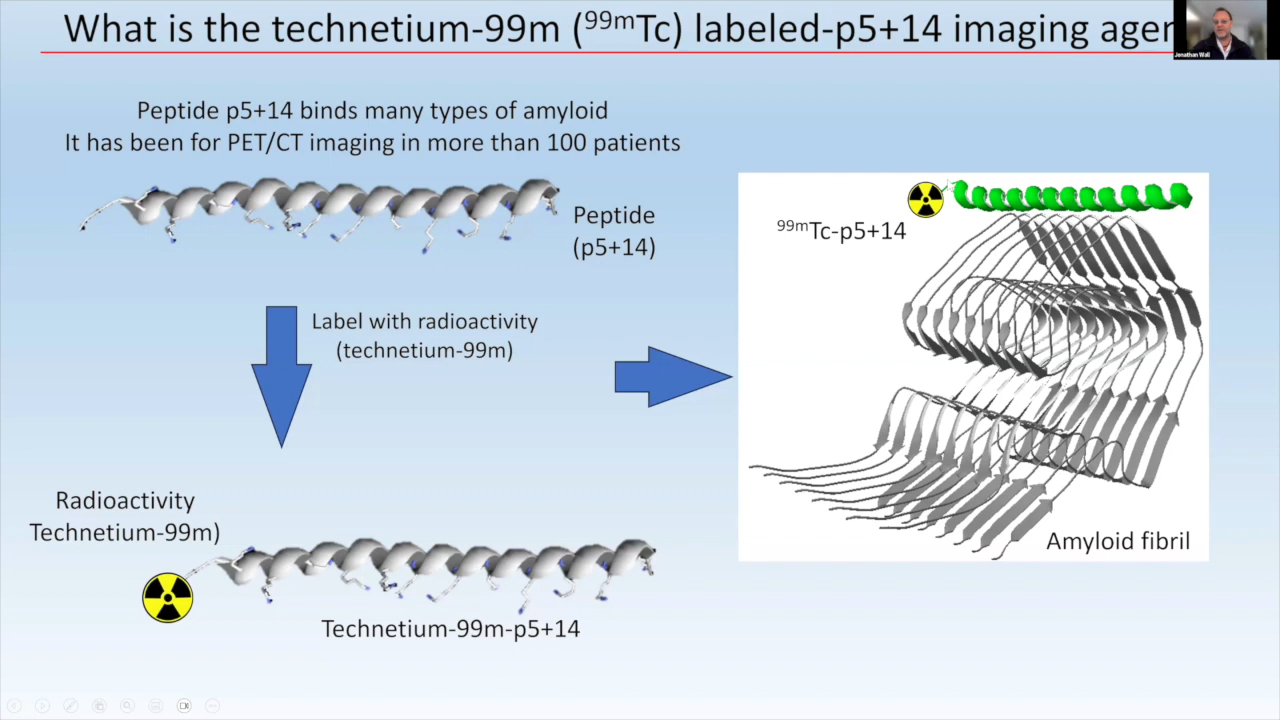 What is the technetium-99m (⁹⁹ᵐTc) labeled-p5+14 imaging agen
Jonathan Wall
Peptide p5+14 binds many types of amyloid
It has been for PET/CT imaging in more than 100 patients
Peptide
(p5+14)
Label with radioactivity
(technetium-99m)
Radioactivity
Technetium-99m)
Technetium-99m-p5+14
⁹⁹ᵐTc-p5+14
Amyloid fibril